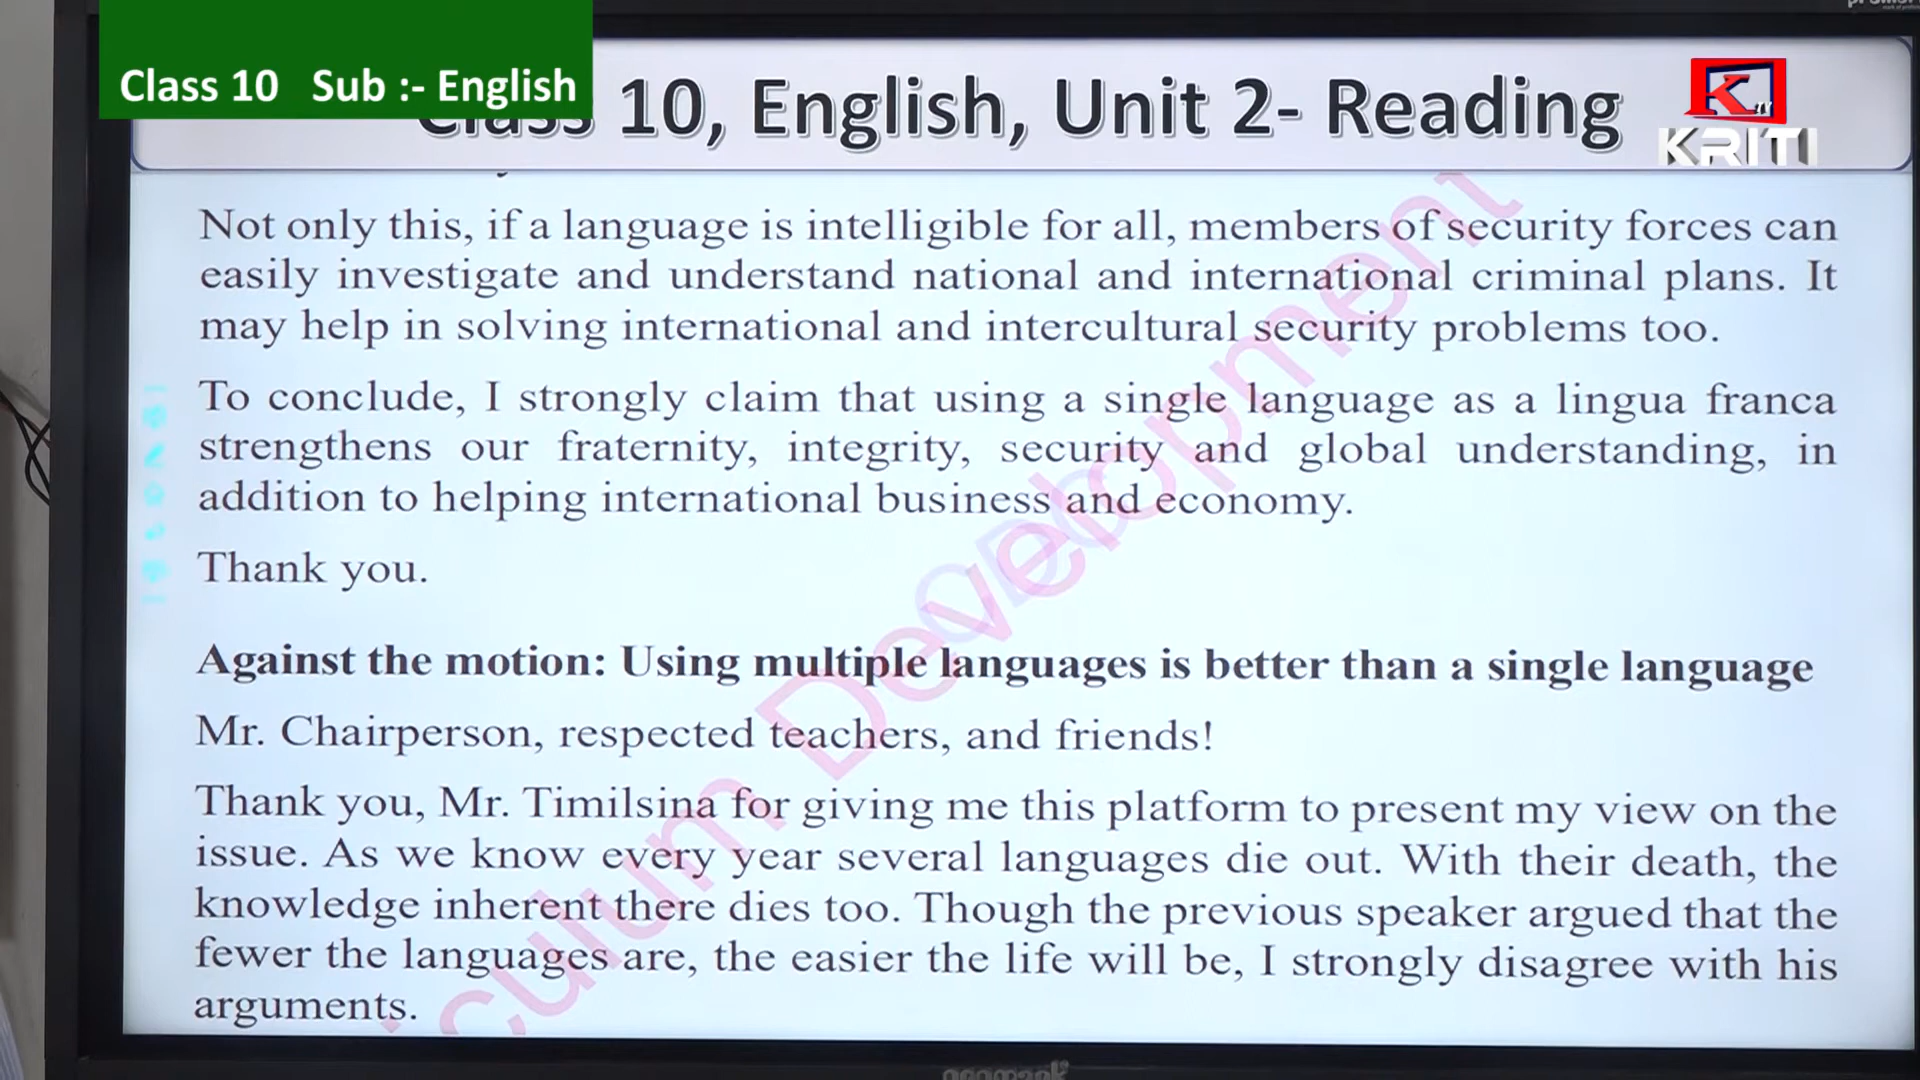 Class 10 Sub :- English
Class 10, English, Unit 2- Reading
K TV
KRITI
Not only this, if a language is intelligible for all, members of security forces can
easily investigate and understand national and international criminal plans. It
may help in solving international and intercultural security problems too.
To conclude, I strongly claim that using a single language as a lingua franca
strengthens our fraternity, integrity, security and global understanding, in
addition to helping international business and economy.
Thank you.
Against the motion: Using multiple languages is better than a single language
Mr. Chairperson, respected teachers, and friends!
Thank you, Mr. Timilsina for giving me this platform to present my view on the
issue. As we know every year several languages die out. With their death, the
knowledge inherent there dies too. Though the previous speaker argued that the
fewer the languages are, the easier the life will be, I strongly disagree with his
arguments.
iculum Development